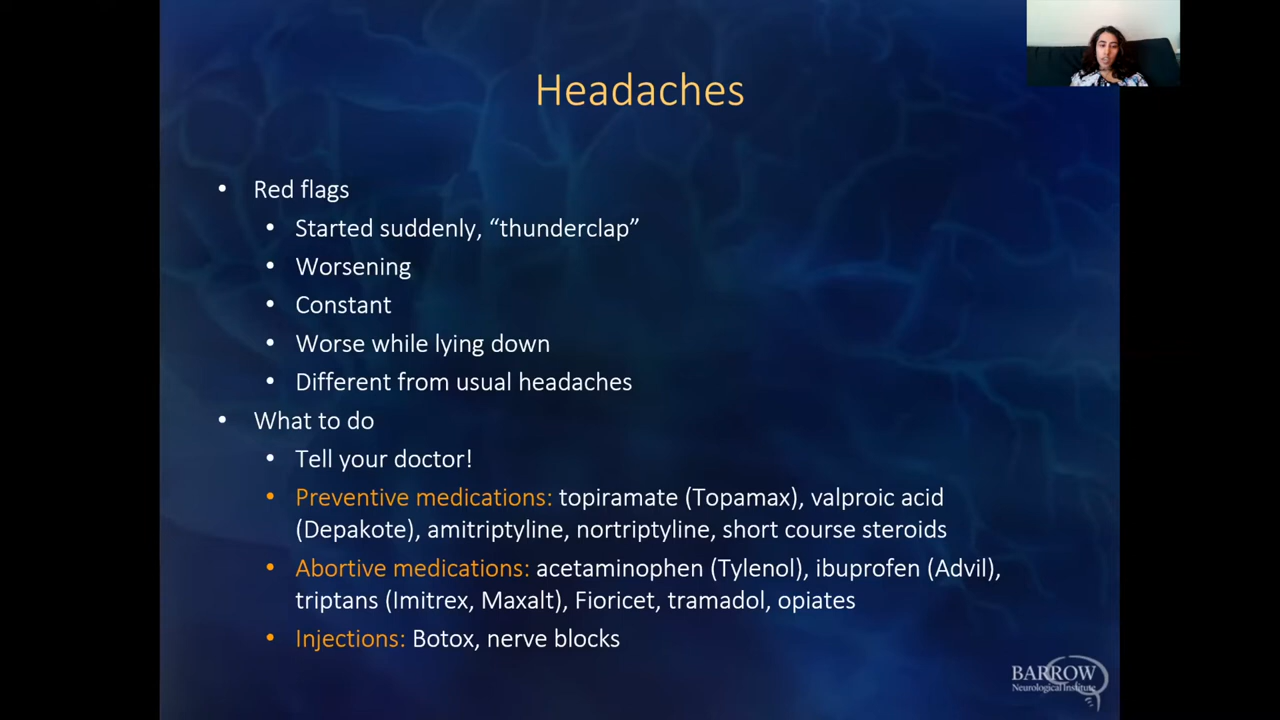 Headaches
• Red flags
• Started suddenly, “thunderclap”
• Worsening
• Constant
• Worse while lying down
• Different from usual headaches
• What to do
• Tell your doctor!
• Preventive medications: topiramate (Topamax), valproic acid
(Depakote), amitriptyline, nortriptyline, short course steroids
• Abortive medications: acetaminophen (Tylenol), ibuprofen (Advil),
triptans (Imitrex, Maxalt), Fioricet, tramadol, opiates
• Injections: Botox, nerve blocks
BARROW
Neurological Institute